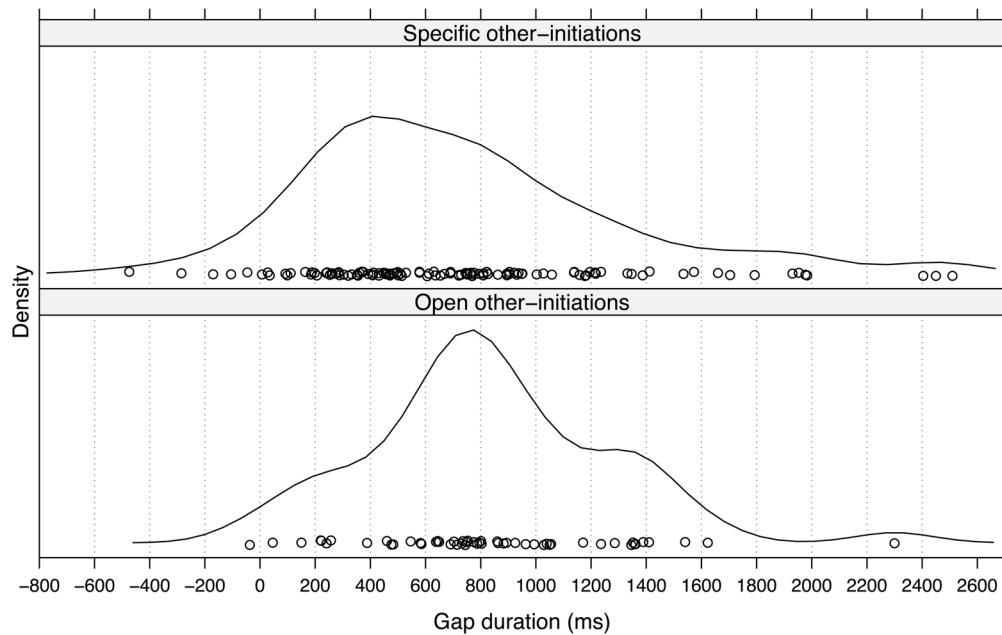 Specific other−initiations
Open other−initiations
Density
−800 −600 −400 −200 0 200 400 600 800 1000 1200 1400 1600 1800 2000 2200 2400 2600
Gap duration (ms)